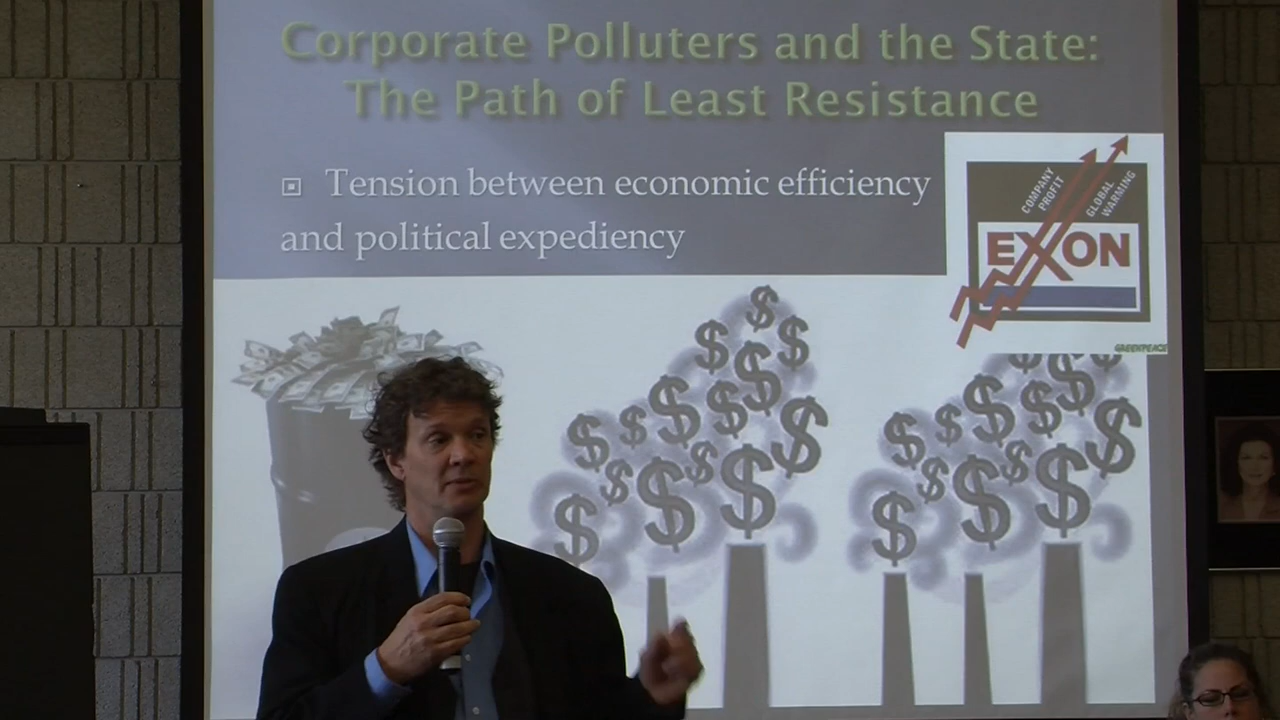 Corporate Polluters and the State:
The Path of Least Resistance
Tension between economic efficiency
and political expediency
COMPANY
PROFIT
GLOBAL
WARMING
EXXON
GREENPEACE
$ $ $ $ $ $ $ $ $ $ $ $
$ $ $ $ $ $ $ $ $ $ $ $